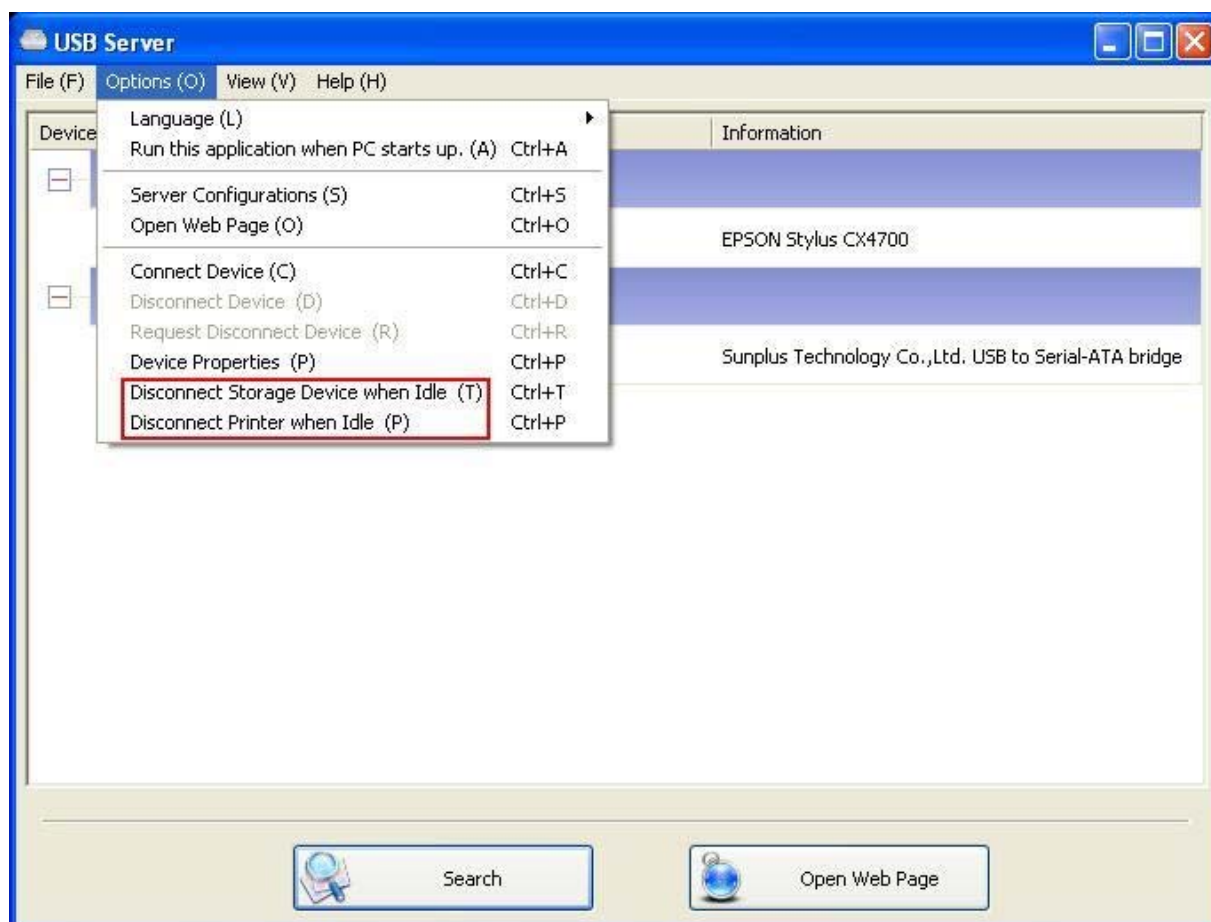 USB Server
File (F) Options (O) View (V) Help (H)
Language (L)
Run this application when PC starts up. (A) Ctrl+A
Server Configurations (S) Ctrl+S
Open Web Page (O) Ctrl+O
Connect Device (C) Ctrl+C
Disconnect Device (D) Ctrl+D
Request Disconnect Device (R) Ctrl+R
Device Properties (P) Ctrl+P
Disconnect Storage Device when Idle (T) Ctrl+T
Disconnect Printer when Idle (P) Ctrl+P
Device
Information
EPSON Stylus CX4700
Sunplus Technology Co.,Ltd. USB to Serial-ATA bridge
Search
Open Web Page